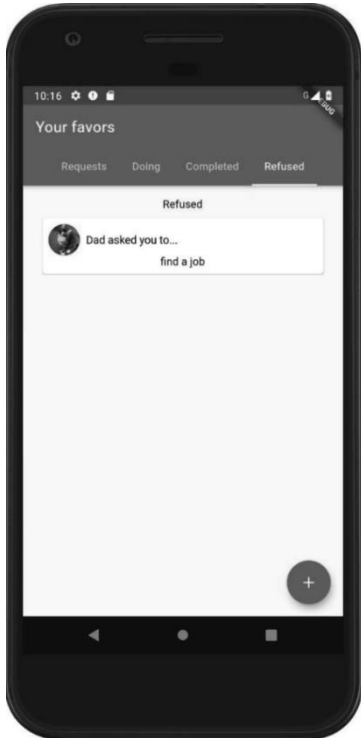 10:16
G
Your favors
Requests Doing Completed Refused
Refused
Dad asked you to...
find a job
+